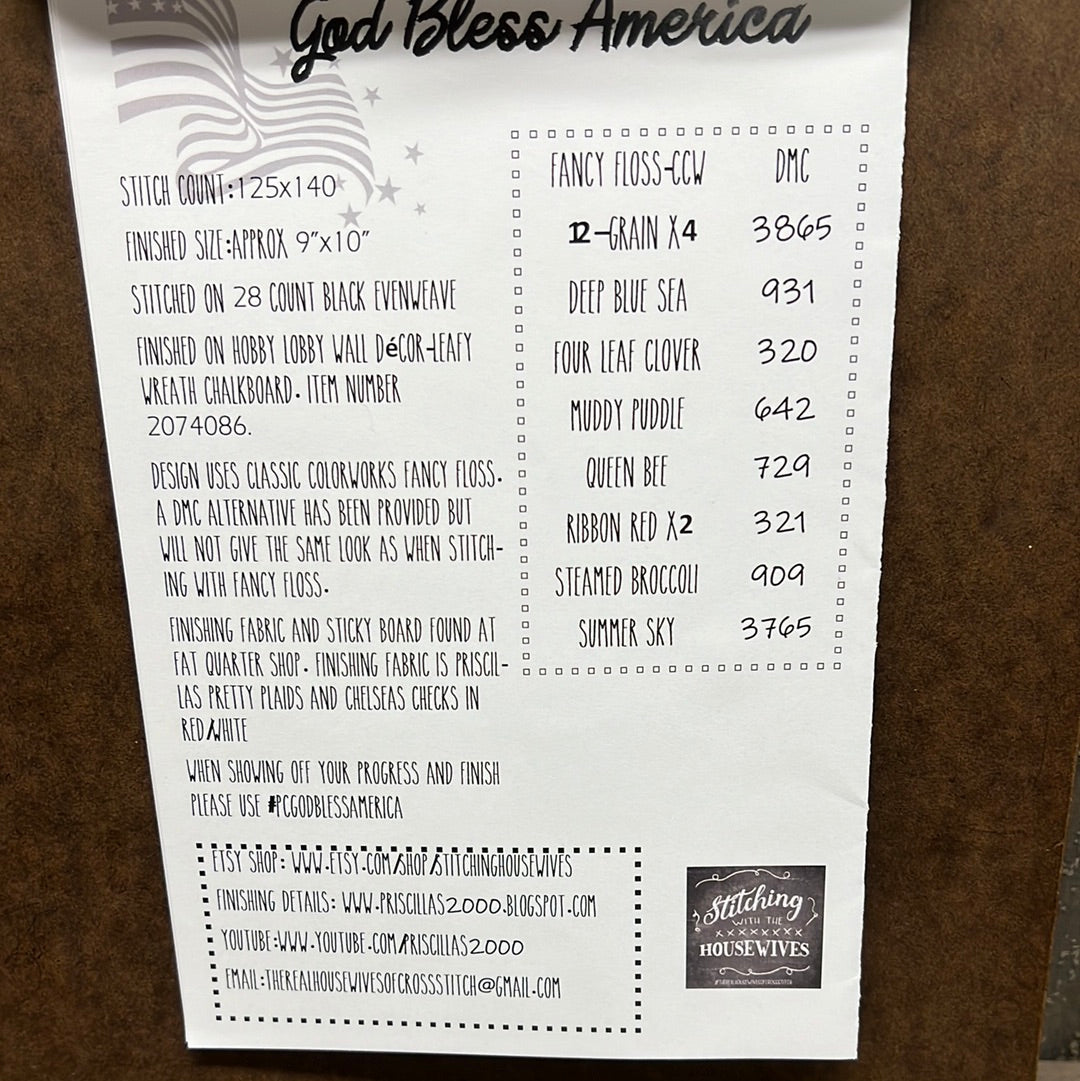 God Bless America
STITCH COUNT:125x140
FINISHED SIZE:APPROX 9"x10"
STITCHED ON 28 COUNT BLACK EVENWEAVE
FINISHED ON HOBBY LOBBY WALL DéCOR-LEAFY
WREATH CHALKBOARD. ITEM NUMBER
2074086.
DESIGN USES CLASSIC COLORWORKS FANCY FLOSS.
A DMC ALTERNATIVE HAS BEEN PROVIDED BUT
WILL NOT GIVE THE SAME LOOK AS WHEN STITCH-
ING WITH FANCY FLOSS.
FINISHING FABRIC AND STICKY BOARD FOUND AT
FAT QUARTER SHOP. FINISHING FABRIC IS PRISCIL-
LAS PRETTY PLAIDS AND CHELSEAS CHECKS IN
RED/WHITE
WHEN SHOWING OFF YOUR PROGRESS AND FINISH
PLEASE USE #PCGODBLESSAMERICA
FANCY FLOSS-CCW DMC
12-GRAIN X4 3865
DEEP BLUE SEA 931
FOUR LEAF CLOVER 320
MUDDY PUDDLE 642
QUEEN BEE 729
RIBBON RED X2 321
STEAMED BROCCOLI 909
SUMMER SKY 3765
ETSY SHOP: WWW.ETSY.COM/SHOP/STITCHINGHOUSEWIVES
FINISHING DETAILS: WWW.PRISCILLAS2000.BLOGSPOT.COM
YOUTUBE:WWW.YOUTUBE.COM/PRISCILLAS2000
EMAIL:THEREALHOUSEWIVESOFCROSSSTITCH@GMAIL.COM
Stitching
WITH THE
XXXXXXXX
HOUSEWIVES
#THEREALHOUSEWIVESOFCROSSSTITCH